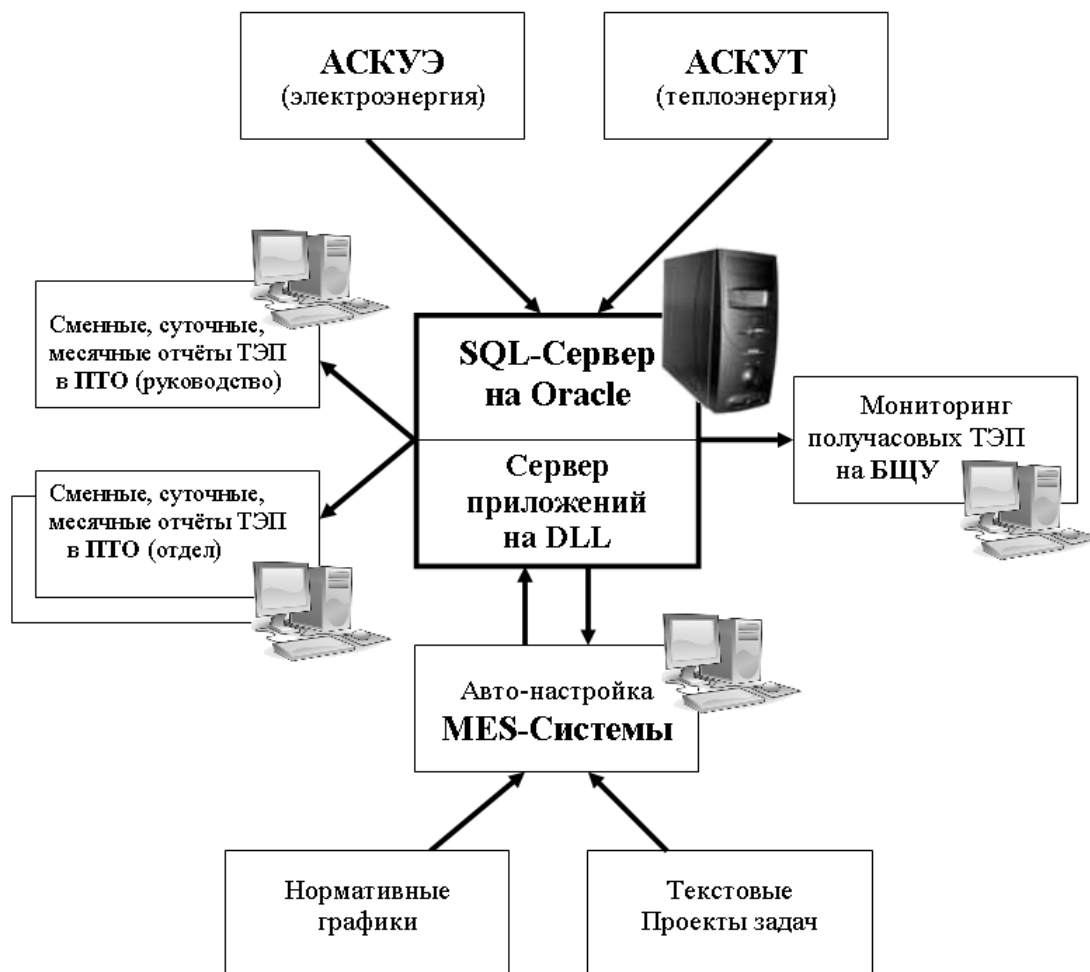 АСКУЭ
(электроэнергия)
АСКУТ
(теплоэнергия)
Сменные, суточные,
месячные отчёты ТЭП
в ПТО (руководство)
SQL-Сервер
на Oracle
Мониторинг
получасовых ТЭП
на БЩУ
Сервер
приложений
на DLL
Сменные, суточные,
месячные отчёты ТЭП
в ПТО (отдел)
Авто-настройка
MES-Системы
Нормативные
графики
Текстовые
Проекты задач